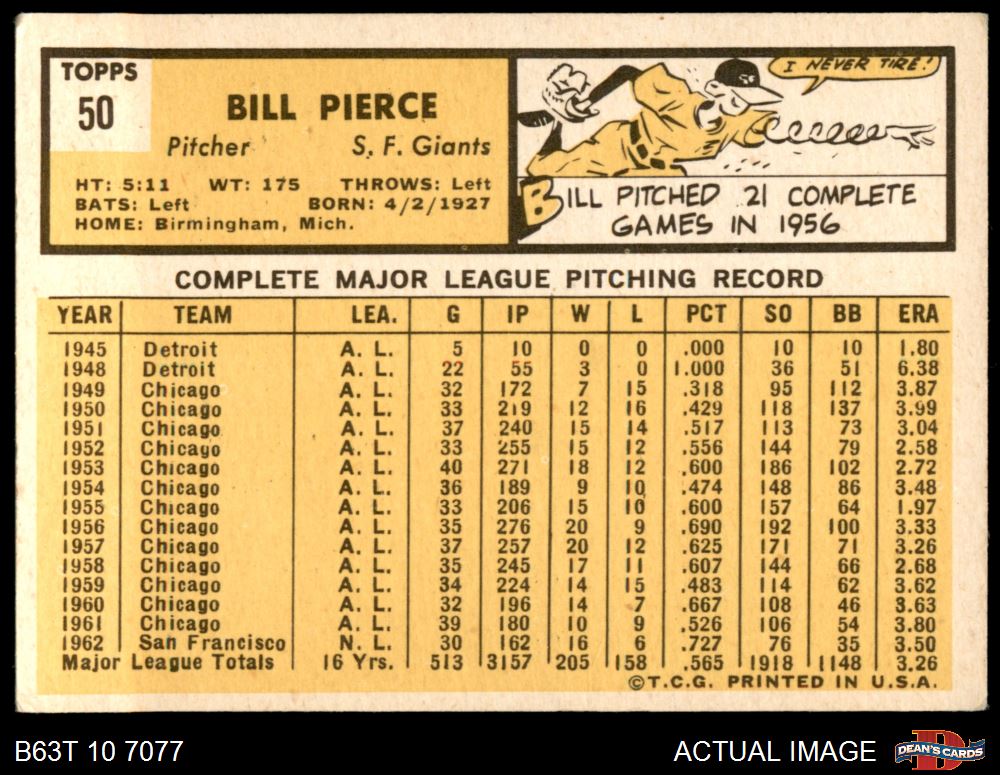 TOPPS
50
BILL PIERCE
Pitcher S. F. Giants
HT: 5:11 WT: 175 THROWS: Left
BATS: Left BORN: 4/2/1927
HOME: Birmingham, Mich.
I NEVER TIRE!
BILL PITCHED 21 COMPLETE
GAMES IN 1956
COMPLETE MAJOR LEAGUE PITCHING RECORD
YEAR TEAM LEA. G IP W L PCT SO BB ERA
1945 Detroit A. L. 5 10 0 0 .000 10 10 1.80
1948 Detroit A. L. 22 55 3 0 1.000 36 51 6.38
1949 Chicago A. L. 32 172 7 15 .318 95 112 3.87
1950 Chicago A. L. 33 219 12 16 .429 118 137 3.99
1951 Chicago A. L. 37 240 15 14 .517 113 73 3.04
1952 Chicago A. L. 33 255 15 12 .556 144 79 2.58
1953 Chicago A. L. 40 271 18 12 .600 186 102 2.72
1954 Chicago A. L. 36 189 9 10 .474 148 86 3.48
1955 Chicago A. L. 33 206 15 10 .600 157 64 1.97
1956 Chicago A. L. 35 276 20 9 .690 192 100 3.33
1957 Chicago A. L. 37 257 20 12 .625 171 71 3.26
1958 Chicago A. L. 35 245 17 11 .607 144 66 2.68
1959 Chicago A. L. 34 224 14 15 .483 114 62 3.62
1960 Chicago A. L. 32 196 14 7 .667 108 46 3.63
1961 Chicago A. L. 39 180 10 9 .526 106 54 3.80
1962 San Francisco N. L. 30 162 16 6 .727 76 35 3.50
Major League Totals 16 Yrs. 513 3157 205 158 .565 1918 1148 3.26
©T.C.G. PRINTED IN U.S.A.
B63T 10 7077 ACTUAL IMAGE DEAN'S CARDS